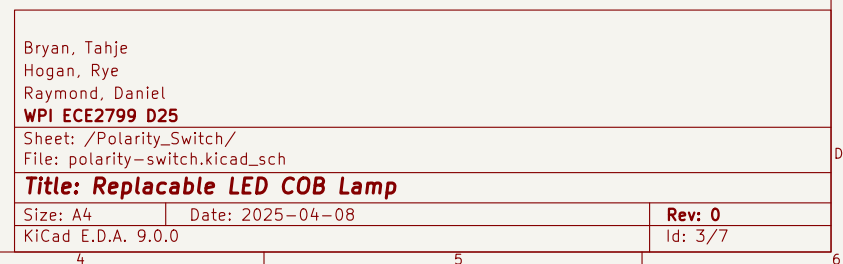 Bryan, Tahje
Hogan, Rye
Raymond, Daniel
WPI ECE2799 D25
Sheet: /Polarity_Switch/
File: polarity-switch.kicad_sch
Title: Replacable LED COB Lamp
Size: A4 Date: 2025-04-08 Rev: 0
KiCad E.D.A. 9.0.0 Id: 3/7
D
4 5 6